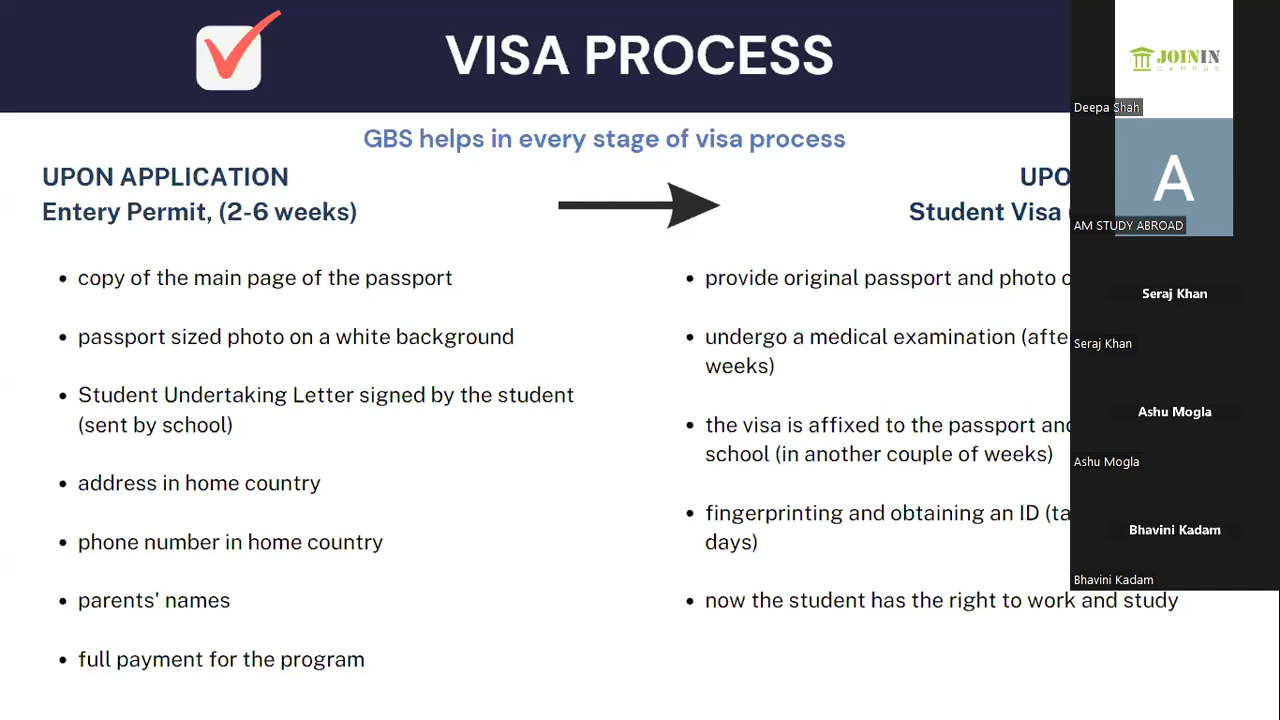 VISA PROCESS
GBS helps in every stage of visa process
UPON APPLICATION
Entery Permit, (2-6 weeks)
• copy of the main page of the passport
• passport sized photo on a white background
• Student Undertaking Letter signed by the student
(sent by school)
• address in home country
• phone number in home country
• parents' names
• full payment for the program
Student Visa
• provide original passport and photo
• undergo a medical examination
weeks)
• the visa is affixed to the passport
school (in another couple of weeks)
• fingerprinting and obtaining an ID
days)
• now the student has the right to work and study
JOININ
CAMPUS
Deepa Shah
A
AM STUDY ABROAD
Seraj Khan
Seraj Khan
Ashu Mogla
Ashu Mogla
Bhavini Kadam
Bhavini Kadam